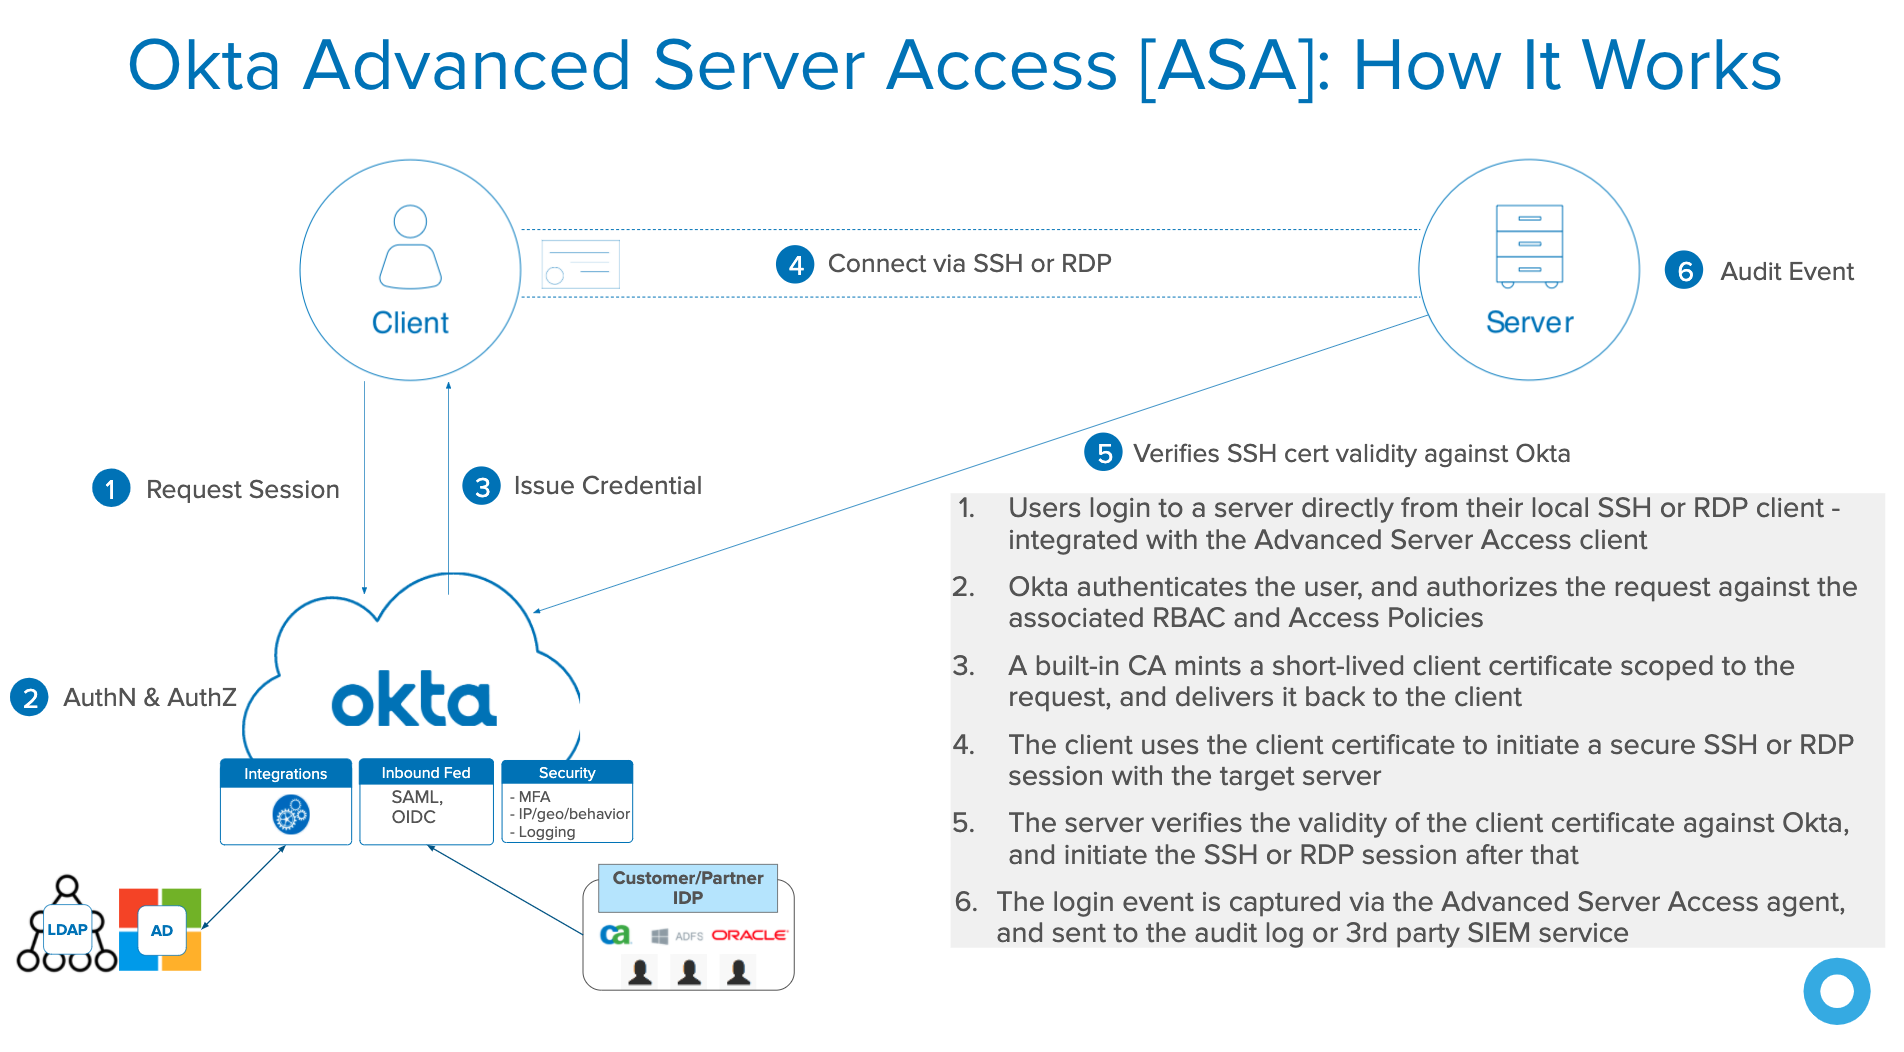 Okta Advanced Server Access [ASA]: How It Works
Client
4 Connect via SSH or RDP
Server
6 Audit Event
1 Request Session
3 Issue Credential
5 Verifies SSH cert validity against Okta
2 AuthN & AuthZ
okta
Integrations
Inbound Fed
SAML,
OIDC
Security
- MFA
- IP/geo/behavior
- Logging
LDAP
AD
Customer/Partner
IDP
ca
ADFS
ORACLE
1. Users login to a server directly from their local SSH or RDP client -
integrated with the Advanced Server Access client
2. Okta authenticates the user, and authorizes the request against the
associated RBAC and Access Policies
3. A built-in CA mints a short-lived client certificate scoped to the
request, and delivers it back to the client
4. The client uses the client certificate to initiate a secure SSH or RDP
session with the target server
5. The server verifies the validity of the client certificate against Okta,
and initiate the SSH or RDP session after that
6. The login event is captured via the Advanced Server Access agent,
and sent to the audit log or 3rd party SIEM service